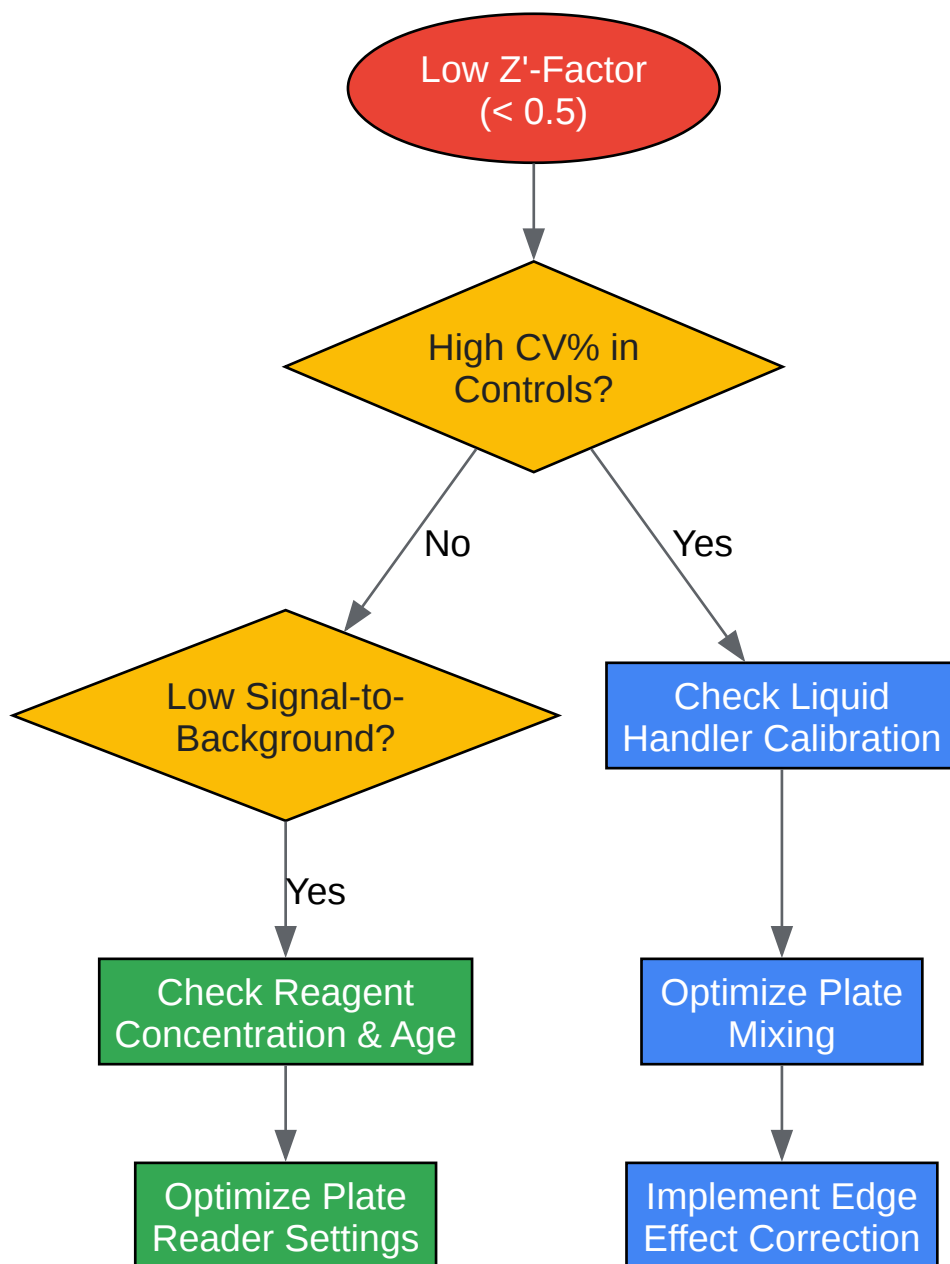 Low Z'-Factor
(< 0.5)
High CV% in
Controls?
No
Yes
Low Signal-to-
Background?
Check Liquid
Handler Calibration
Yes
Check Reagent
Concentration & Age
Optimize Plate
Mixing
Optimize Plate
Reader Settings
Implement Edge
Effect Correction